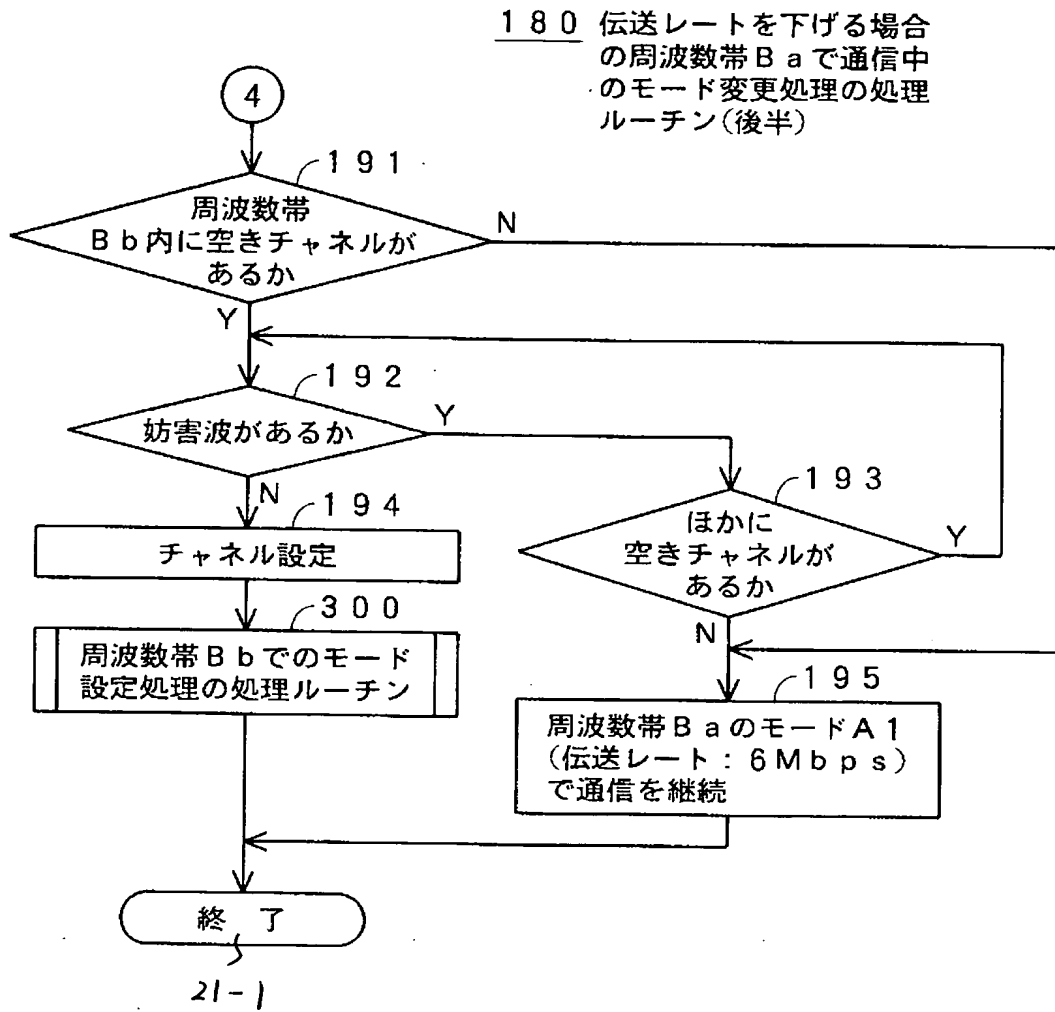 180 伝送レートを下げる場合
の周波数帯Baで通信中
のモード変更処理の処理
ルーチン(後半)
4
191
周波数帯
Bb内に空きチャネルが
あるか
N
Y
192
妨害波があるか
Y
N
193
ほかに
空きチャネルが
あるか
Y
N
194
チャネル設定
300
周波数帯Bbでのモード
設定処理の処理ルーチン
195
周波数帯BaのモードA1
(伝送レート:6Mbps)
で通信を継続
終了
21-1